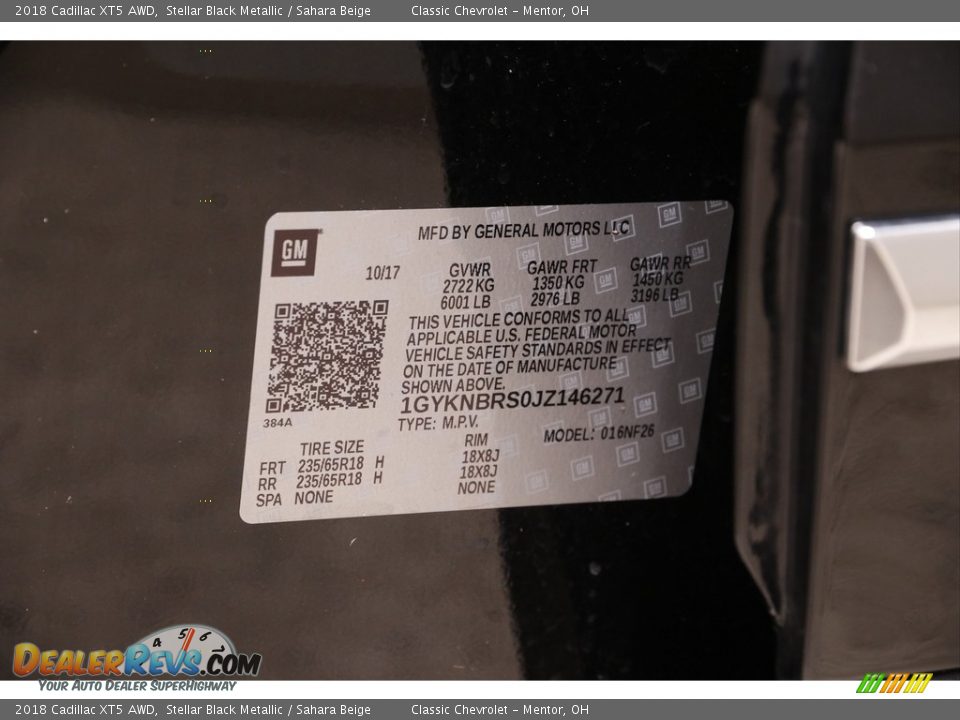 2018 Cadillac XT5 AWD, Stellar Black Metallic / Sahara Beige Classic Chevrolet - Mentor, OH
GM
MFD BY GENERAL MOTORS LLC
10/17 GVWR GAWR FRT GAWR RR
2722 KG 1350 KG 1450 KG
6001 LB 2976 LB 3196 LB
THIS VEHICLE CONFORMS TO ALL
APPLICABLE U.S. FEDERAL MOTOR
VEHICLE SAFETY STANDARDS IN EFFECT
ON THE DATE OF MANUFACTURE
SHOWN ABOVE.
1GYKNBRS0JZ146271
384A
TYPE: M.P.V. MODEL: 016NF26
TIRE SIZE RIM
FRT 235/65R18 H 18X8J
RR 235/65R18 H 18X8J
SPA NONE NONE
4 5 6
DEALERREVS.COM
YOUR AUTO DEALER SUPERHIGHWAY
2018 Cadillac XT5 AWD, Stellar Black Metallic / Sahara Beige Classic Chevrolet - Mentor, OH